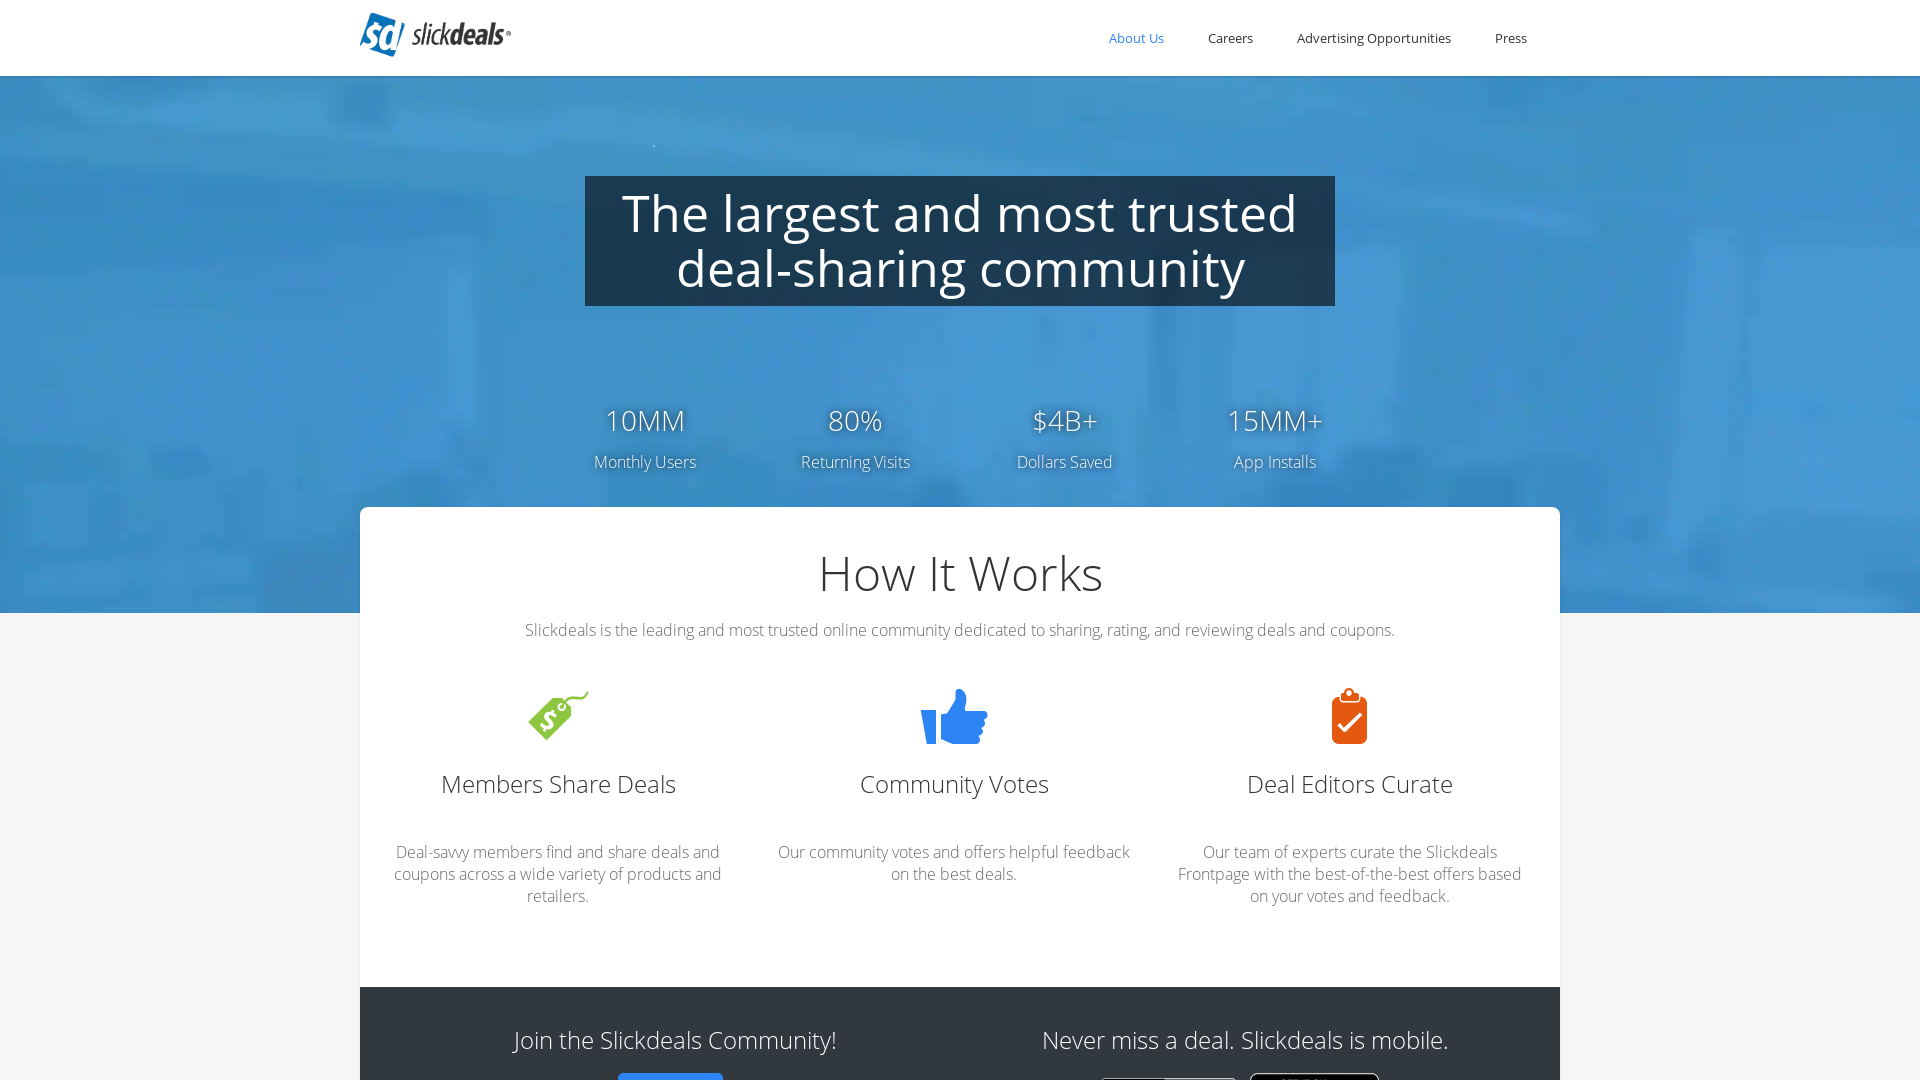 sd slickdeals®
About Us Careers Advertising Opportunities Press
The largest and most trusted
deal-sharing community
10MM 80% $4B+ 15MM+
Monthly Users Returning Visits Dollars Saved App Installs
How It Works
Slickdeals is the leading and most trusted online community dedicated to sharing, rating, and reviewing deals and coupons.
$
Members Share Deals Community Votes Deal Editors Curate
Deal-savvy members find and share deals and
coupons across a wide variety of products and
retailers.
Our community votes and offers helpful feedback
on the best deals.
Our team of experts curate the Slickdeals
Frontpage with the best-of-the-best offers based
on your votes and feedback.
Join the Slickdeals Community! Never miss a deal. Slickdeals is mobile.